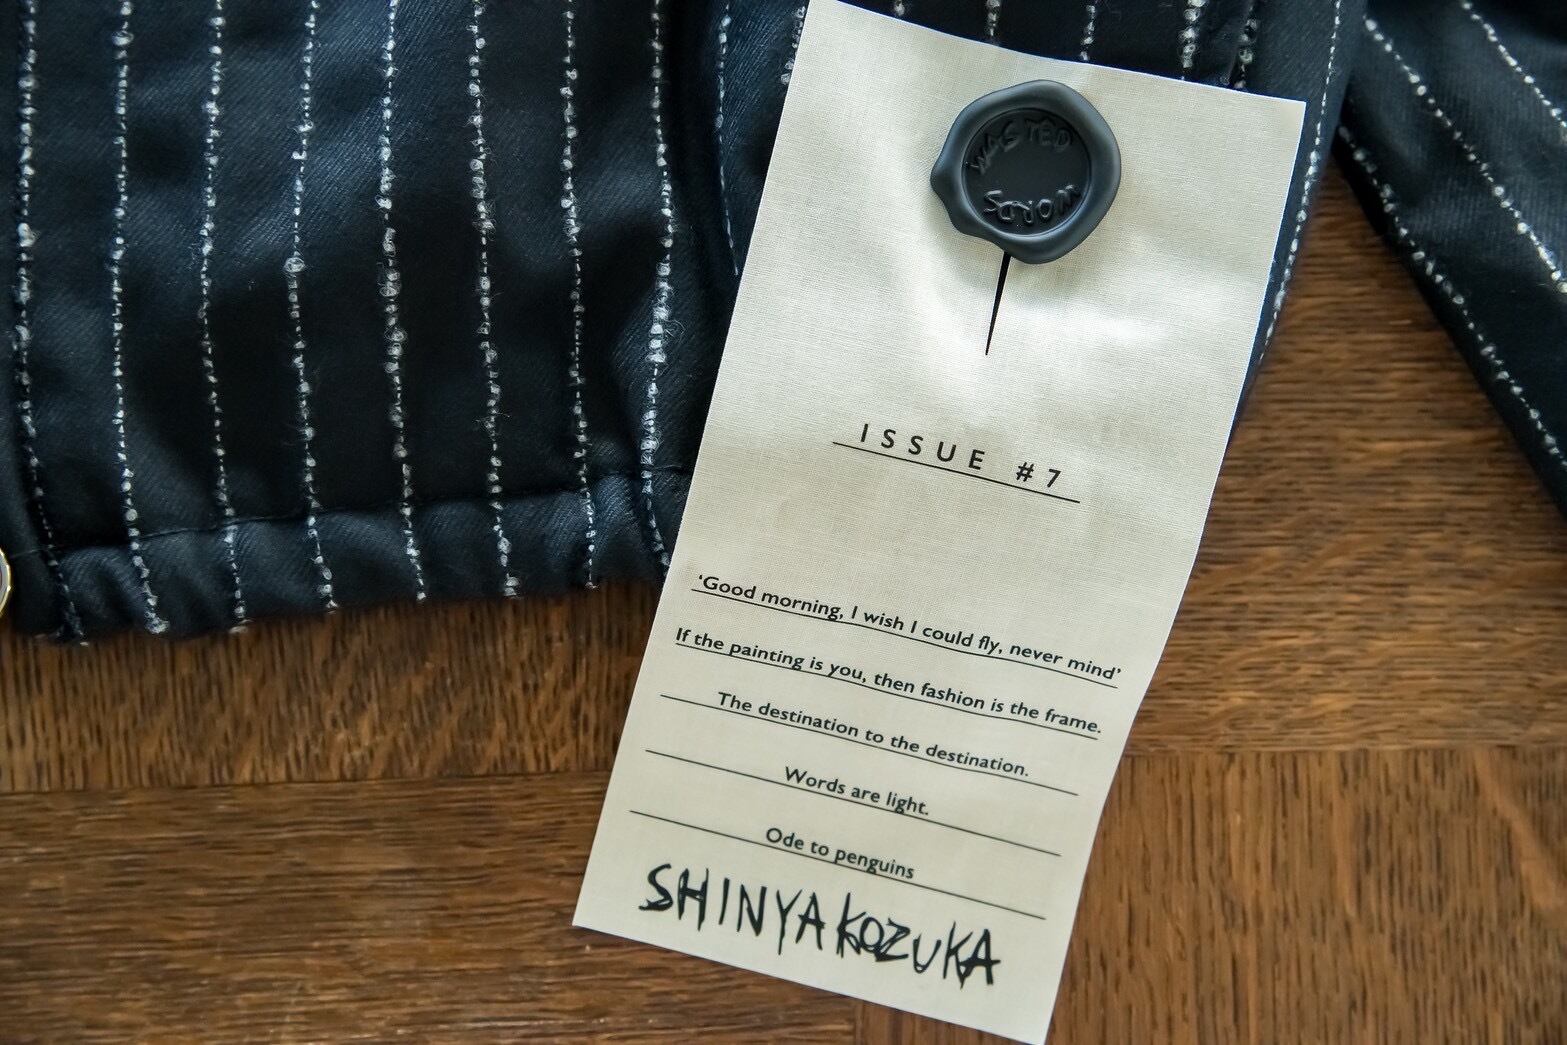 WASTED
WORDS
ISSUE #7
‘Good morning, I wish I could fly, never mind’
If the painting is you, then fashion is the frame.
The destination to the destination.
Words are light.
Ode to penguins
SHINYAKOZUKA